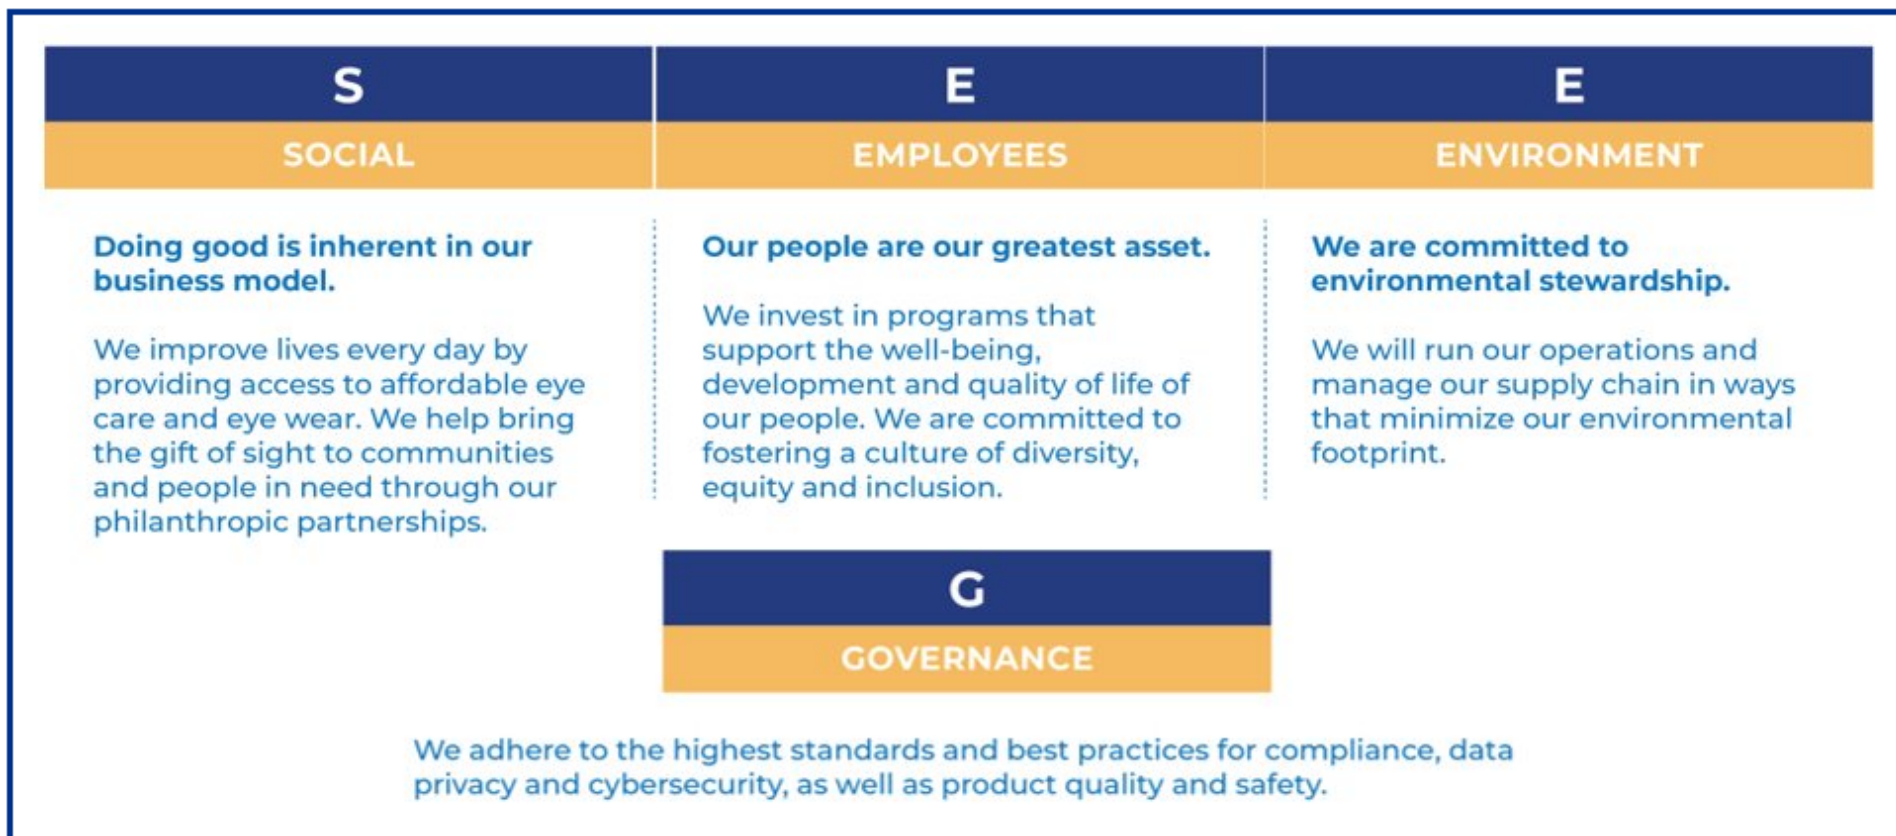 S
SOCIAL
Doing good is inherent in our
business model.
We improve lives every day by
providing access to affordable eye
care and eye wear. We help bring
the gift of sight to communities
and people in need through our
philanthropic partnerships.
E
EMPLOYEES
Our people are our greatest asset.
We invest in programs that
support the well-being,
development and quality of life of
our people. We are committed to
fostering a culture of diversity,
equity and inclusion.
E
ENVIRONMENT
We are committed to
environmental stewardship.
We will run our operations and
manage our supply chain in ways
that minimize our environmental
footprint.
G
GOVERNANCE
We adhere to the highest standards and best practices for compliance, data
privacy and cybersecurity, as well as product quality and safety.